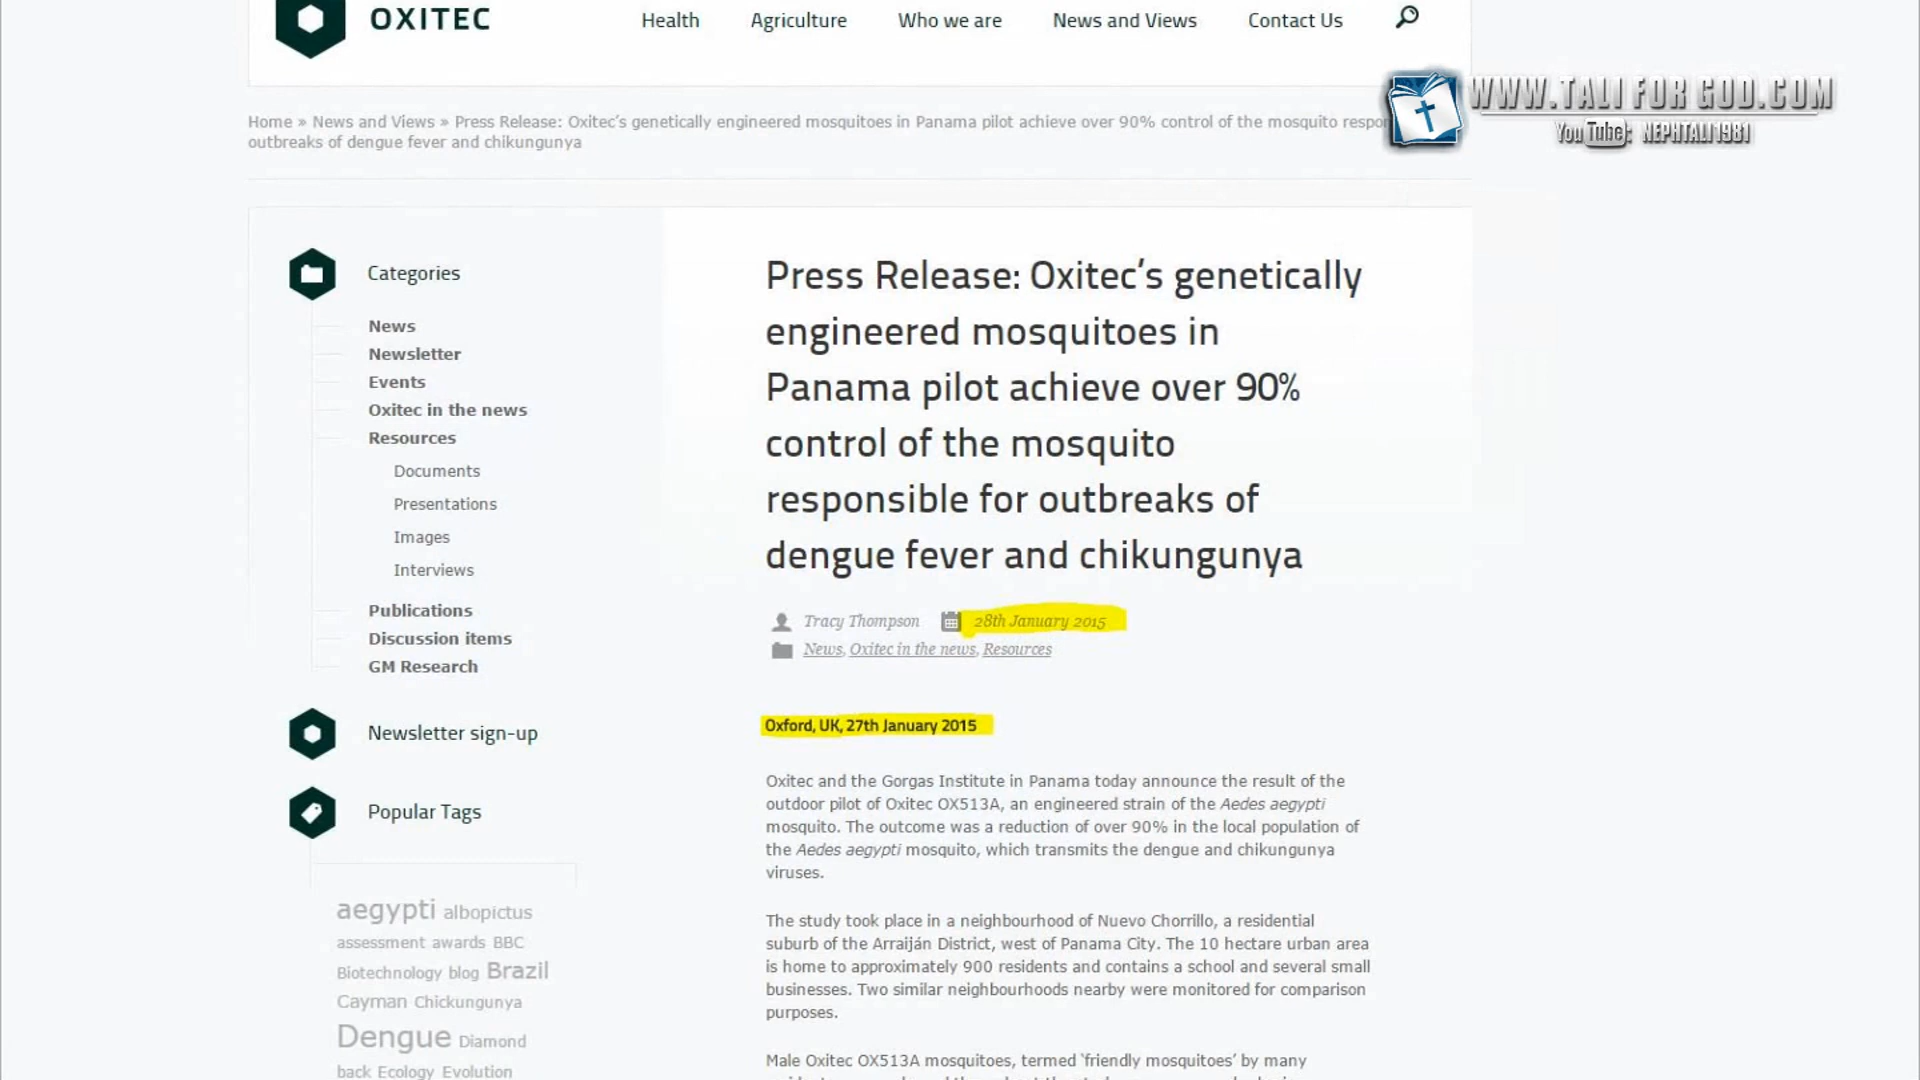 OXITEC
Health Agriculture Who we are News and Views Contact Us
WWW.TALI FOR GOD.COM
YouTube: NEPHTALI1981
Home » News and Views » Press Release: Oxitec’s genetically engineered mosquitoes in Panama pilot achieve over 90% control of the mosquito
outbreaks of dengue fever and chikungunya
Categories
News
Newsletter
Events
Oxitec in the news
Resources
Documents
Presentations
Images
Interviews
Publications
Discussion items
GM Research
Newsletter sign-up
Popular Tags
aegypti albopictus
assessment awards BBC
Biotechnology blog Brazil
Cayman Chickungunya
Dengue Diamond
back Ecology Evolution
Press Release: Oxitec’s genetically
engineered mosquitoes in
Panama pilot achieve over 90%
control of the mosquito
responsible for outbreaks of
dengue fever and chikungunya
Tracy Thompson 28th January 2015
News, Oxitec in the news, Resources
Oxford, UK, 27th January 2015
Oxitec and the Gorgas Institute in Panama today announce the result of the
outdoor pilot of Oxitec OX513A, an engineered strain of the Aedes aegypti
mosquito. The outcome was a reduction of over 90% in the local population of
the Aedes aegypti mosquito, which transmits the dengue and chikungunya
viruses.
The study took place in a neighbourhood of Nuevo Chorrillo, a residential
suburb of the Arraiján District, west of Panama City. The 10 hectare urban area
is home to approximately 900 residents and contains a school and several small
businesses. Two similar neighbourhoods nearby were monitored for comparison
purposes.
Male Oxitec OX513A mosquitoes, termed ‘friendly mosquitoes’ by many